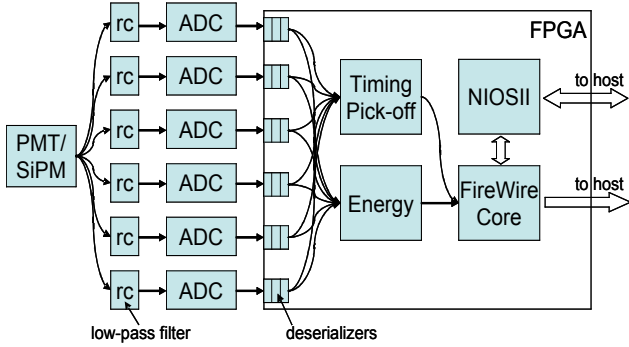 rc
ADC
FPGA
rc
ADC
Timing
Pick-off
NIOSII
to host
rc
ADC
PMT/
SiPM
rc
ADC
Energy
FireWire
Core
to host
rc
ADC
rc
ADC
low-pass filter
deserializers